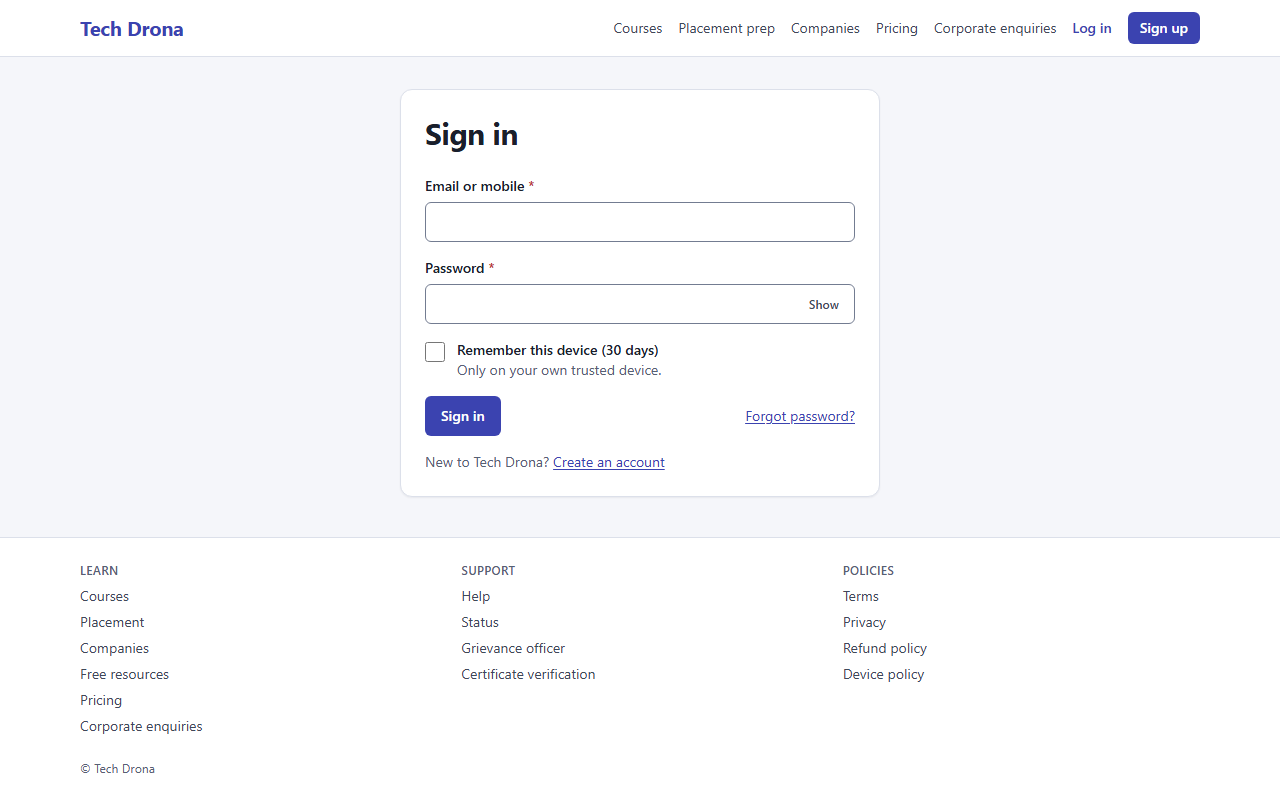 Tech Drona
Courses Placement prep Companies Pricing Corporate enquiries Log in Sign up
Sign in
Email or mobile *
Password *
Show
Remember this device (30 days)
Only on your own trusted device.
Sign in Forgot password?
New to Tech Drona? Create an account
LEARN
Courses
Placement
Companies
Free resources
Pricing
Corporate enquiries
SUPPORT
Help
Status
Grievance officer
Certificate verification
POLICIES
Terms
Privacy
Refund policy
Device policy
© Tech Drona